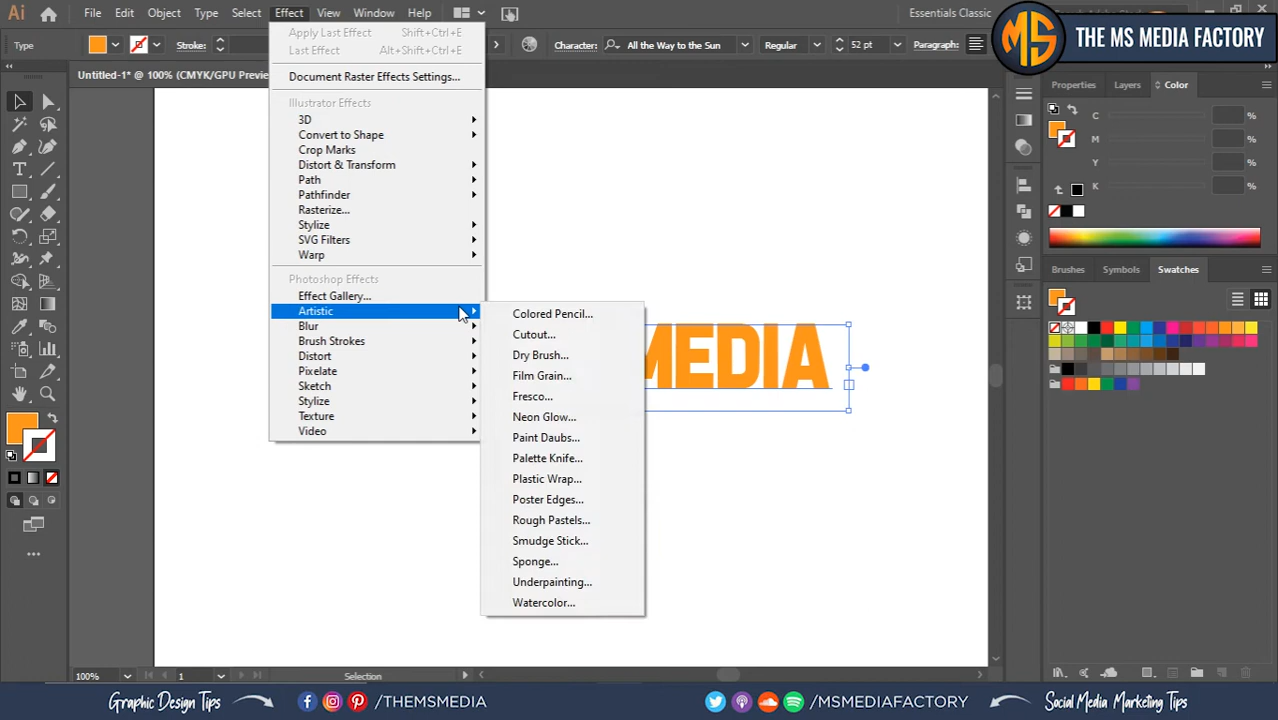 Ai File Edit Object Type Select Effect View Window Help Essentials Classic
MS THE MS MEDIA FACTORY
Type Stroke: Character: All the Way to the Sun Regular 52 pt Paragraph:
Untitled-1* @ 100% (CMYK/GPU Previe
Apply Last Effect Shift+Ctrl+E
Last Effect Alt+Shift+Ctrl+E
Document Raster Effects Settings...
Illustrator Effects
3D
Convert to Shape
Crop Marks
Distort & Transform
Path
Pathfinder
Rasterize...
Stylize
SVG Filters
Warp
Photoshop Effects
Effect Gallery...
Artistic
Blur
Brush Strokes
Distort
Pixelate
Sketch
Stylize
Texture
Video
Colored Pencil...
Cutout...
Dry Brush...
Film Grain...
Fresco...
Neon Glow...
Paint Daubs...
Palette Knife...
Plastic Wrap...
Poster Edges...
Rough Pastels...
Smudge Stick...
Sponge...
Underpainting...
Watercolor...
MEDIA
Properties Layers Color
C %
M %
Y %
K %
Brushes Symbols Swatches
100% 1 Selection
Graphic Design Tips /THEMSMEDIA /MSMEDIAFACTORY Social Media Marketing Tips